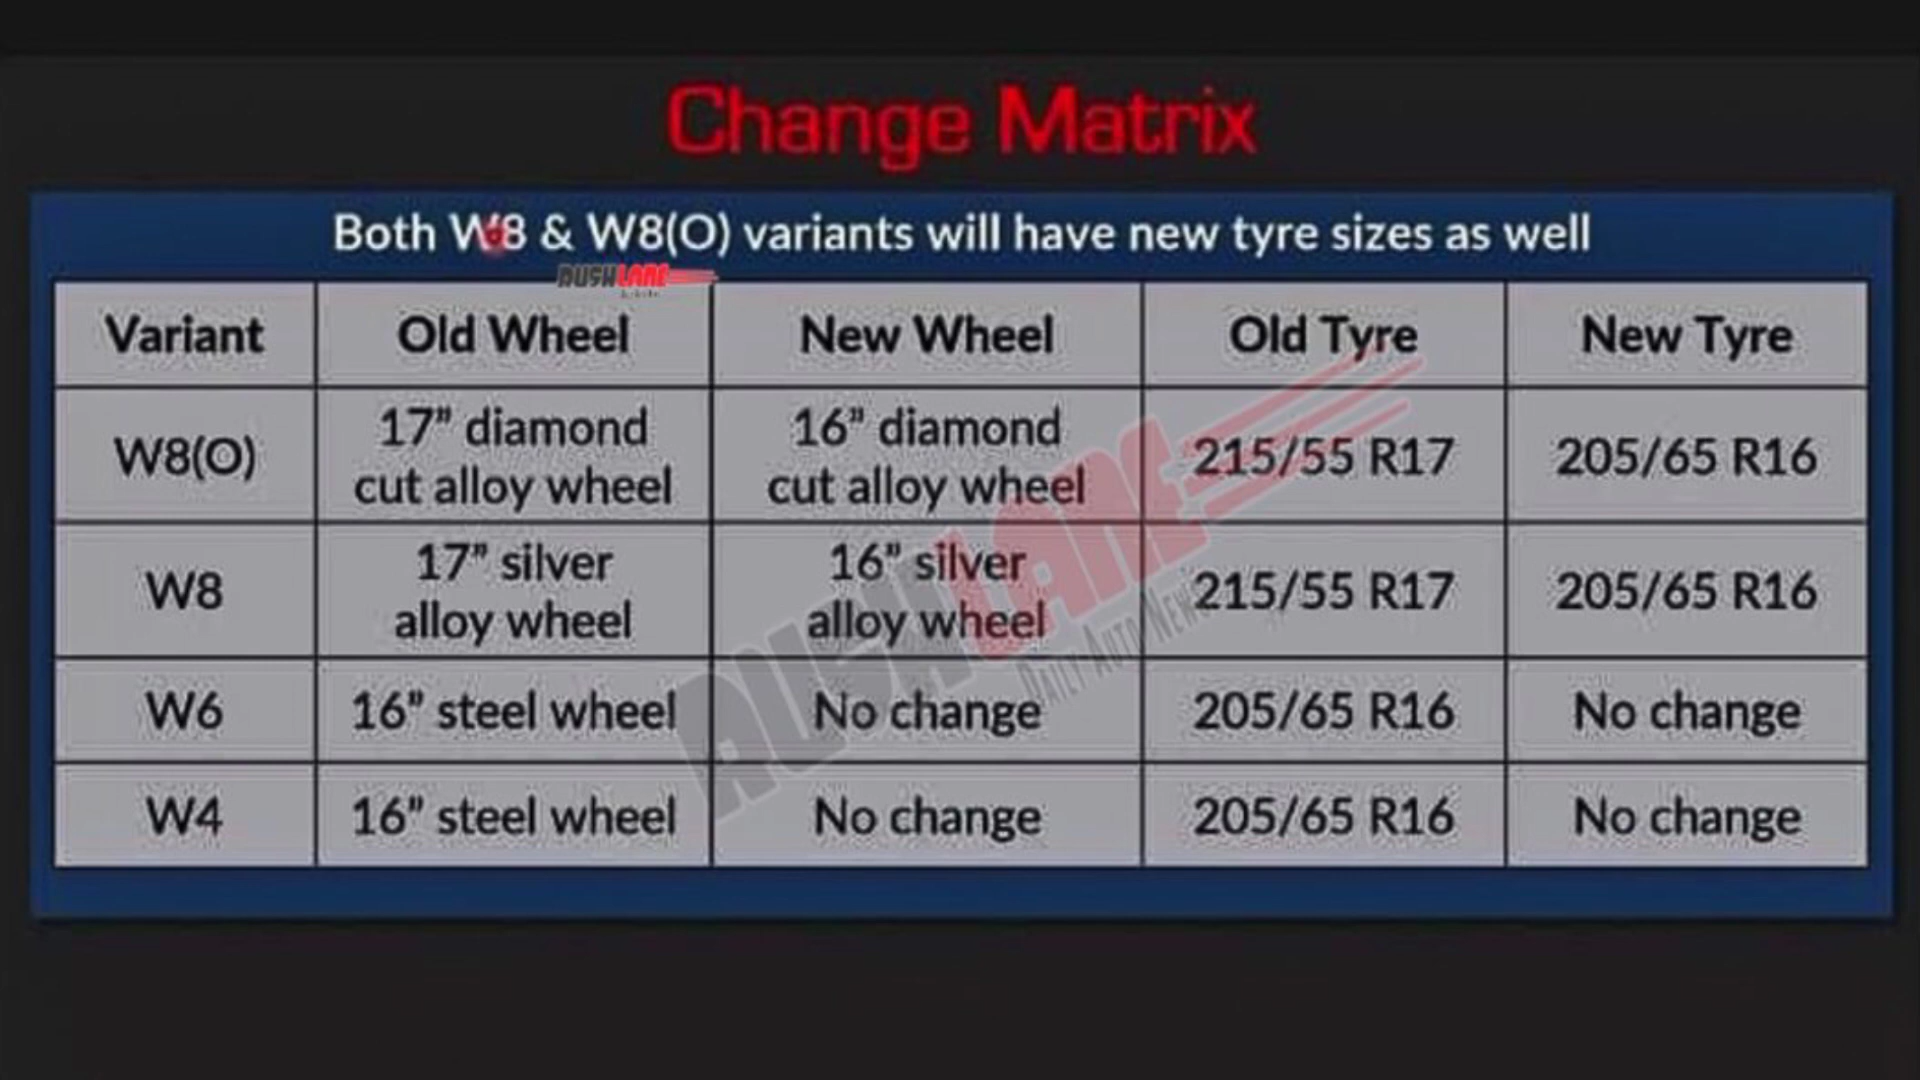 Change Matrix
Both W8 & W8(O) variants will have new tyre sizes as well
RUSHLANE
Variant Old Wheel New Wheel Old Tyre New Tyre
W8(O) 17” diamond cut alloy wheel 16” diamond cut alloy wheel 215/55 R17 205/65 R16
W8 17” silver alloy wheel 16” silver alloy wheel 215/55 R17 205/65 R16
W6 16” steel wheel No change 205/65 R16 No change
W4 16” steel wheel No change 205/65 R16 No change
RUSHLANE
DAILY AUTO NEWS